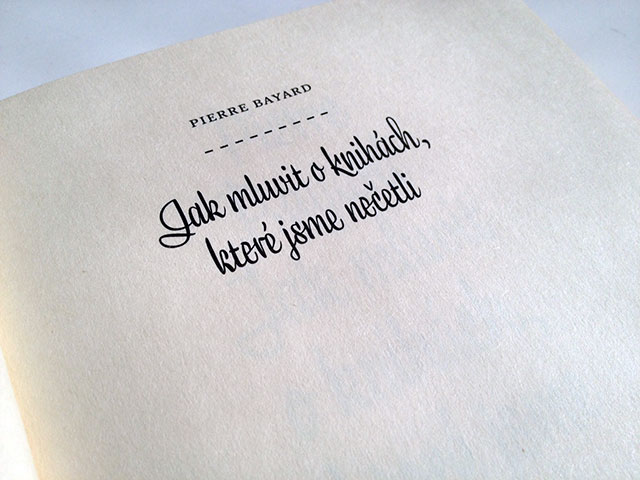 PIERRE BAYARD
Jak mluvit o knihách,
které jsme nečetli